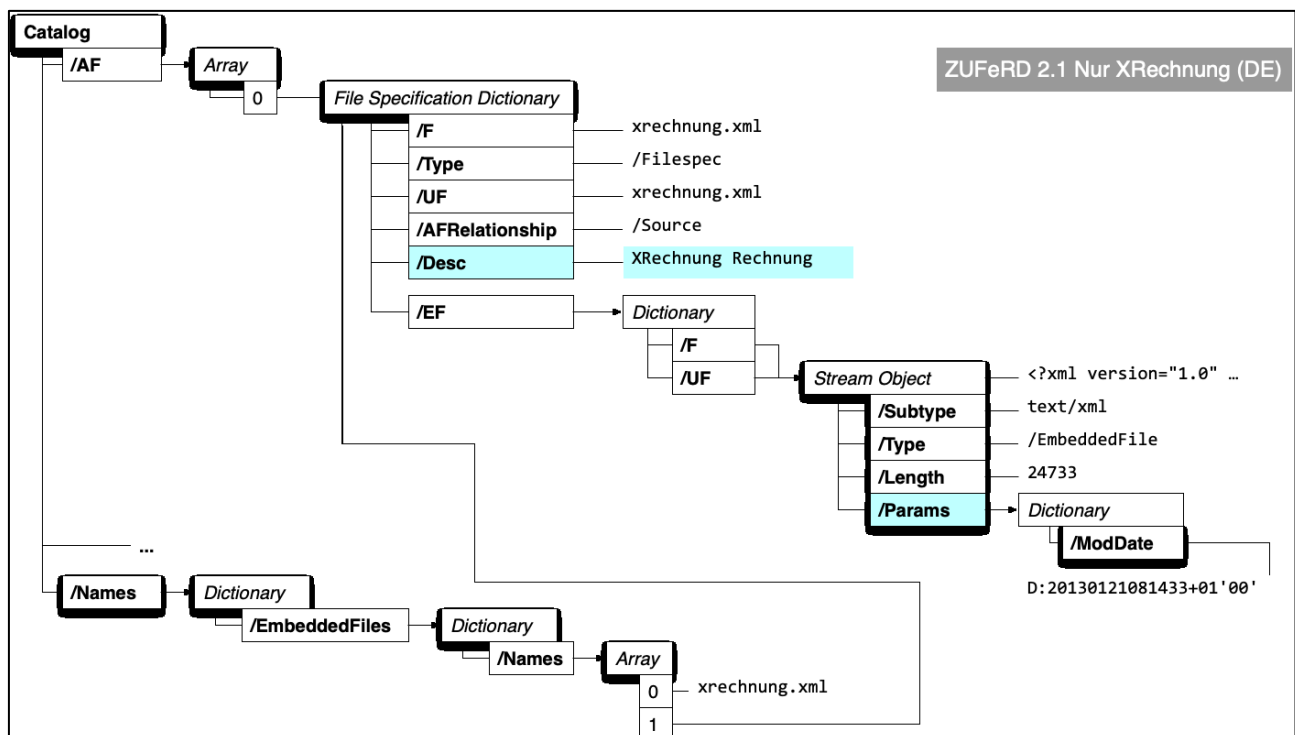 Catalog
/AF
Array
ZUFeRD 2.1 Nur XRechnung (DE)
0
File Specification Dictionary
/F
xrechnung.xml
/Type
/Filespec
/UF
xrechnung.xml
/AFRelationship
/Source
/Desc
XRechnung Rechnung
/EF
Dictionary
/F
/UF
Stream Object
<?xml version="1.0" …
/Subtype
text/xml
/Type
/EmbeddedFile
/Length
24733
/Params
Dictionary
/ModDate
D:20130121081433+01'00'
...
/Names
Dictionary
/EmbeddedFiles
Dictionary
/Names
Array
0
xrechnung.xml
1